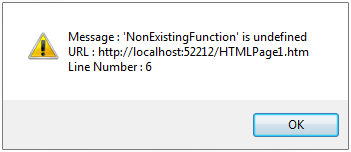 Message : 'NonExistingFunction' is undefined
URL : http://localhost:52212/HTMLPage1.htm
Line Number : 6
OK